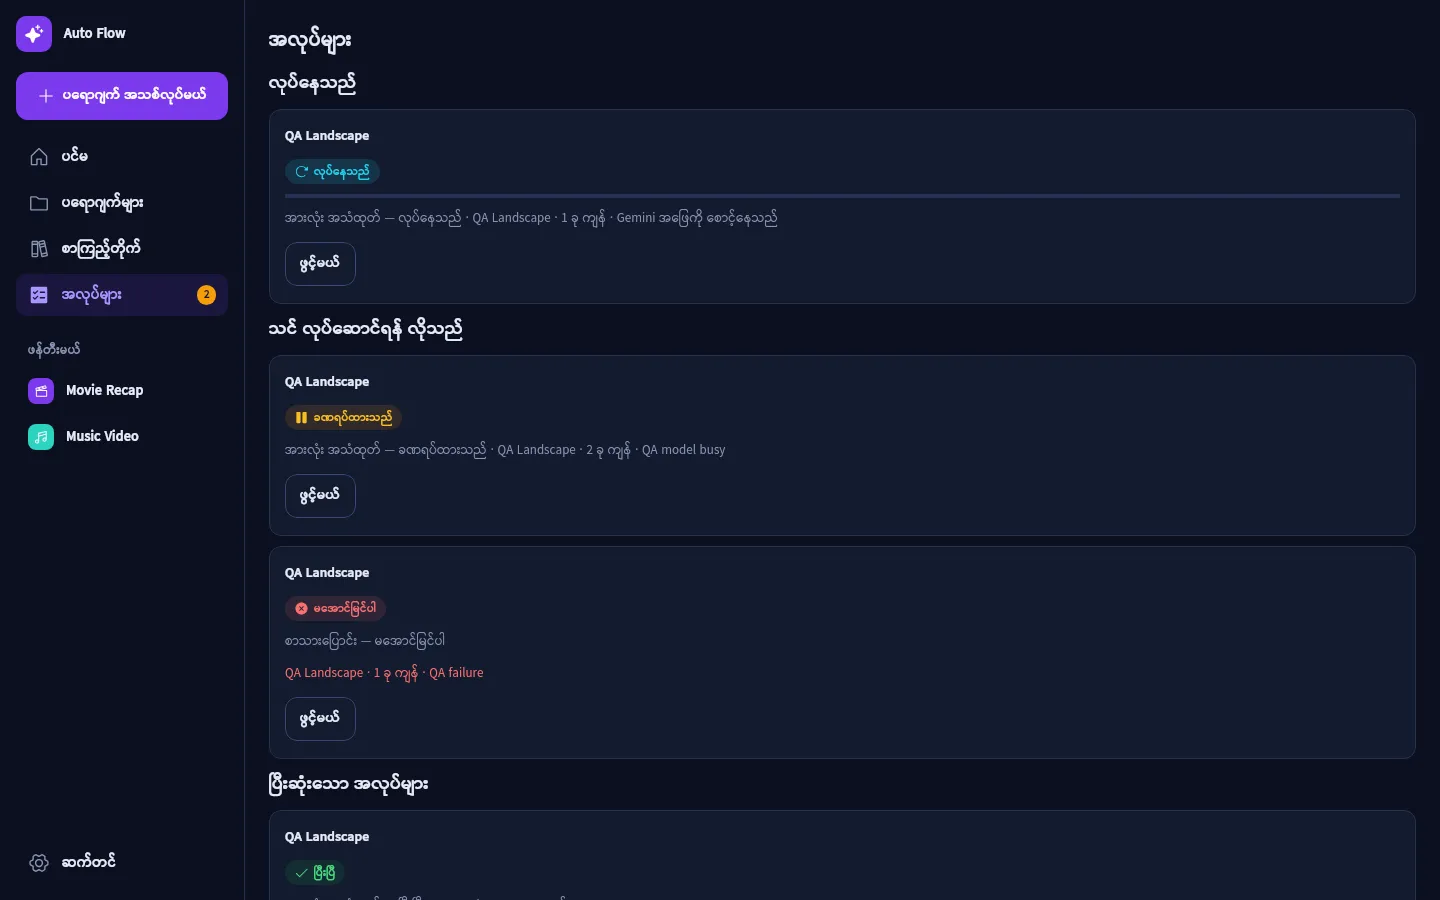 Auto Flow
ပရောဂျက် အသစ်လုပ်မယ်
ပင်မ
ပရောဂျက်များ
စာကြည့်တိုက်
အလုပ်များ
2
ဖန်တီးမယ်
Movie Recap
Music Video
ဆက်တင်
အလုပ်များ
လုပ်နေသည်
QA Landscape
လုပ်နေသည်
အားလုံး အသံထုတ် — လုပ်နေသည် · QA Landscape · 1 ခု ကျန် · Gemini အဖြေကို စောင့်နေသည်
ဖွင့်မယ်
သင် လုပ်ဆောင်ရန် လိုသည်
QA Landscape
ခဏရပ်ထားသည်
အားလုံး အသံထုတ် — ခဏရပ်ထားသည် · QA Landscape · 2 ခု ကျန် · QA model busy
ဖွင့်မယ်
QA Landscape
မအောင်မြင်ပါ
စာသားပြောင်း — မအောင်မြင်ပါ
QA Landscape · 1 ခု ကျန် · QA failure
ဖွင့်မယ်
ပြီးဆုံးသော အလုပ်များ
QA Landscape
ပြီးပြီ